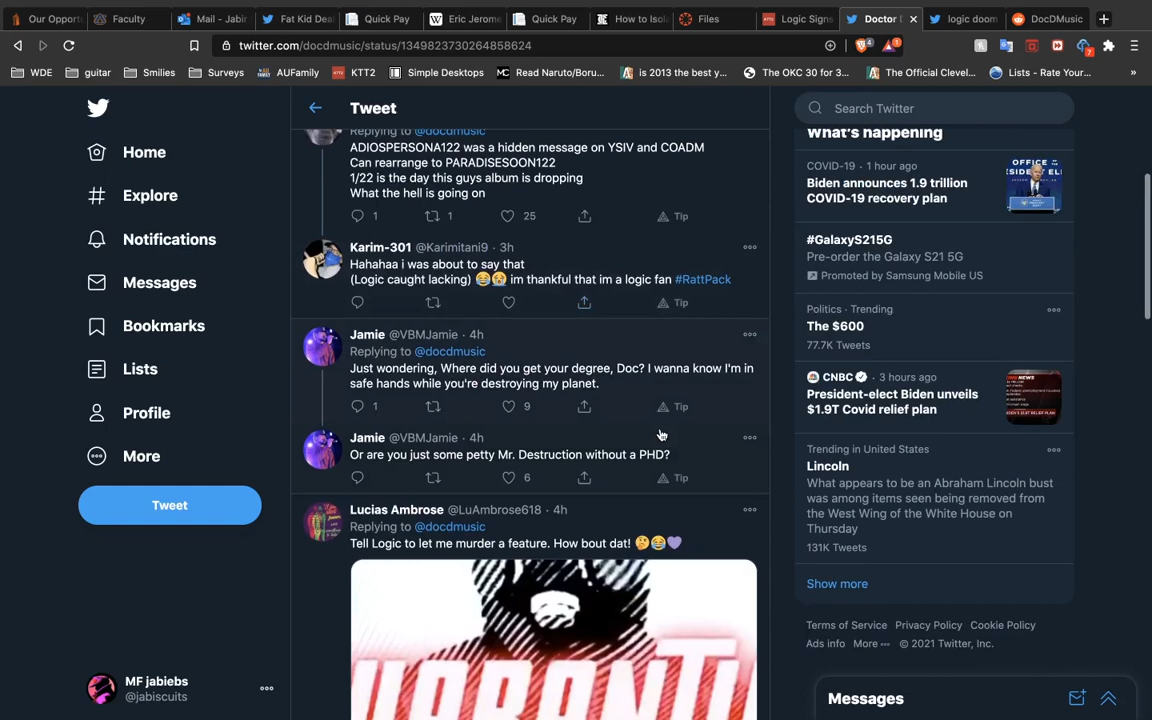 Our Opport
Faculty
Mail - Jabir
Fat Kid Dea
Quick Pay
Eric Jerome
Quick Pay
How to Isola
Files
Logic Signs
Doctor D
logic doom
DocDMusic
twitter.com/docdmusic/status/1349823730264858624
4
1
7
WDE
guitar
Smilies
Surveys
AUFamily
KTT2
Simple Desktops
MC Read Naruto/Boru...
is 2013 the best y...
The OKC 30 for 3...
The Official Clevel...
Lists - Rate Your...
Home
Explore
Notifications
Messages
Bookmarks
Lists
Profile
More
Tweet
MF jabiebs
@jabiscuits
Tweet
Replying to @docdmusic
ADIOSPERSONA122 was a hidden message on YSIV and COADM
Can rearrange to PARADISESOON122
1/22 is the day this guys album is dropping
What the hell is going on
1 1 25 Tip
Karim-301 @Karimitani9 · 3h
Hahahaa i was about to say that
(Logic caught lacking) 😂😭 im thankful that im a logic fan #RattPack
Tip
Jamie @VBMJamie · 4h
Replying to @docdmusic
Just wondering, Where did you get your degree, Doc? I wanna know I'm in
safe hands while you're destroying my planet.
1 9 Tip
Jamie @VBMJamie · 4h
Or are you just some petty Mr. Destruction without a PHD?
6 Tip
Lucias Ambrose @LuAmbrose618 · 4h
Replying to @docdmusic
Tell Logic to let me murder a feature. How bout dat! 🤔😂💜
Search Twitter
What's happening
COVID-19 · 1 hour ago
Biden announces 1.9 trillion
COVID-19 recovery plan
#GalaxyS215G
Pre-order the Galaxy S21 5G
Promoted by Samsung Mobile US
Politics · Trending
The $600
77.7K Tweets
CNBC · 3 hours ago
President-elect Biden unveils
$1.9T Covid relief plan
Trending in United States
Lincoln
What appears to be an Abraham Lincoln bust
was among items seen being removed from
the West Wing of the White House on
Thursday
131K Tweets
Show more
Terms of Service Privacy Policy Cookie Policy
Ads info More ··· © 2021 Twitter, Inc.
Messages